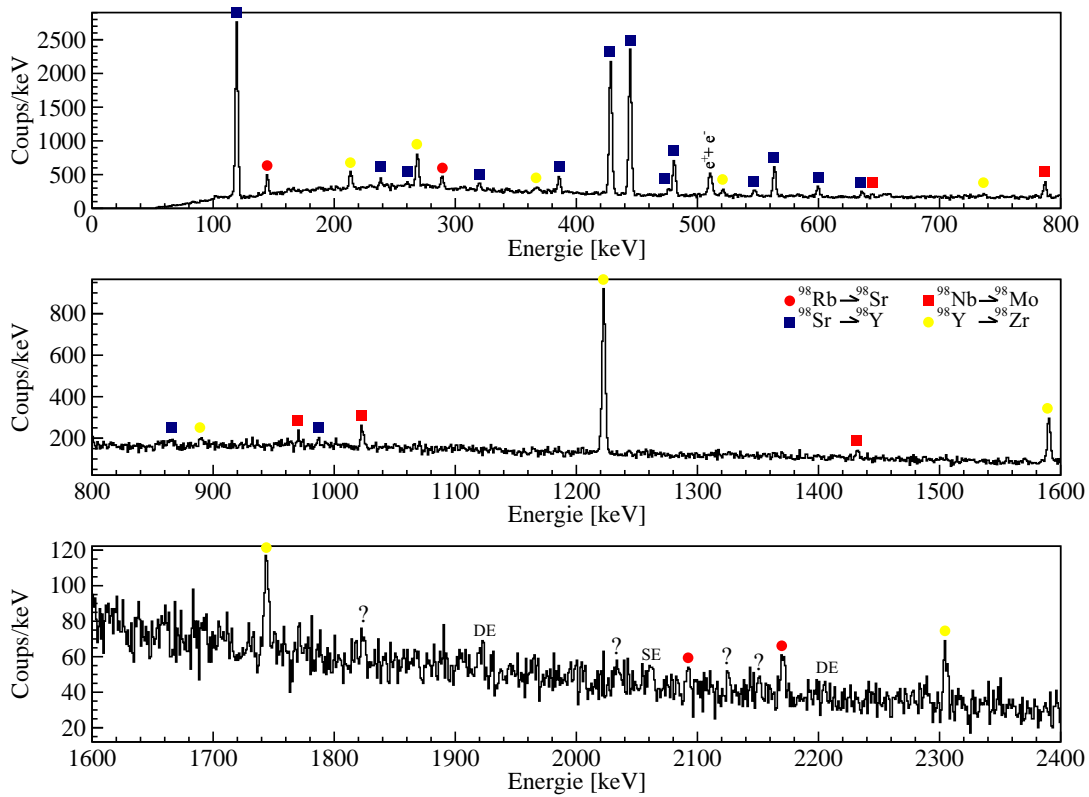 Coups/keV
2500
2000
1500
1000
500
0
e⁺+ e⁻
0 100 200 300 400 500 600 700 800
Energie [keV]
Coups/keV
800
600
400
200
⁹⁸Rb → ⁹⁸Sr
⁹⁸Nb → ⁹⁸Mo
⁹⁸Sr → ⁹⁸Y
⁹⁸Y → ⁹⁸Zr
800 900 1000 1100 1200 1300 1400 1500 1600
Energie [keV]
Coups/keV
120
100
80
60
40
20
? DE ? SE ? ? DE
1600 1700 1800 1900 2000 2100 2200 2300 2400
Energie [keV]